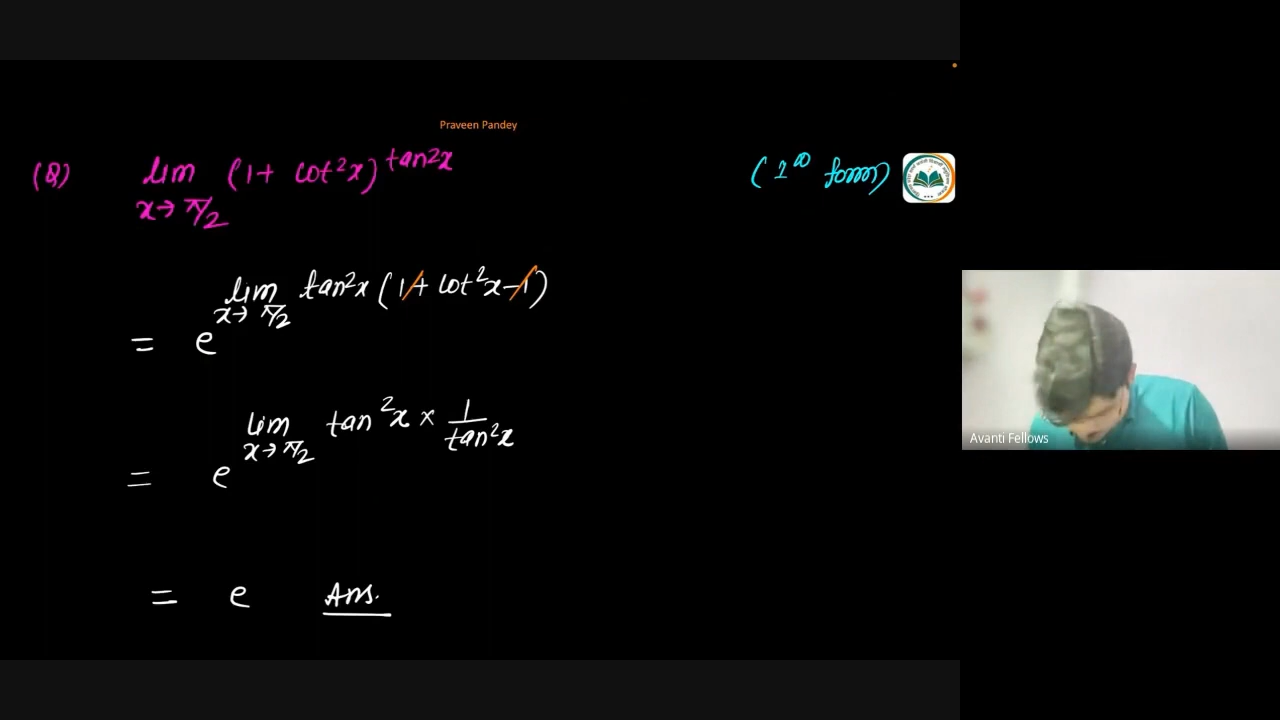 Praveen Pandey
(Q) lim (1 + cot²x)^tan²x (1^∞ form)
x→π/2
= e^lim x→π/2 tan²x (1 + cot²x - 1)
= e^lim x→π/2 tan²x × 1/tan²x
= e Ans.
Avanti Fellows